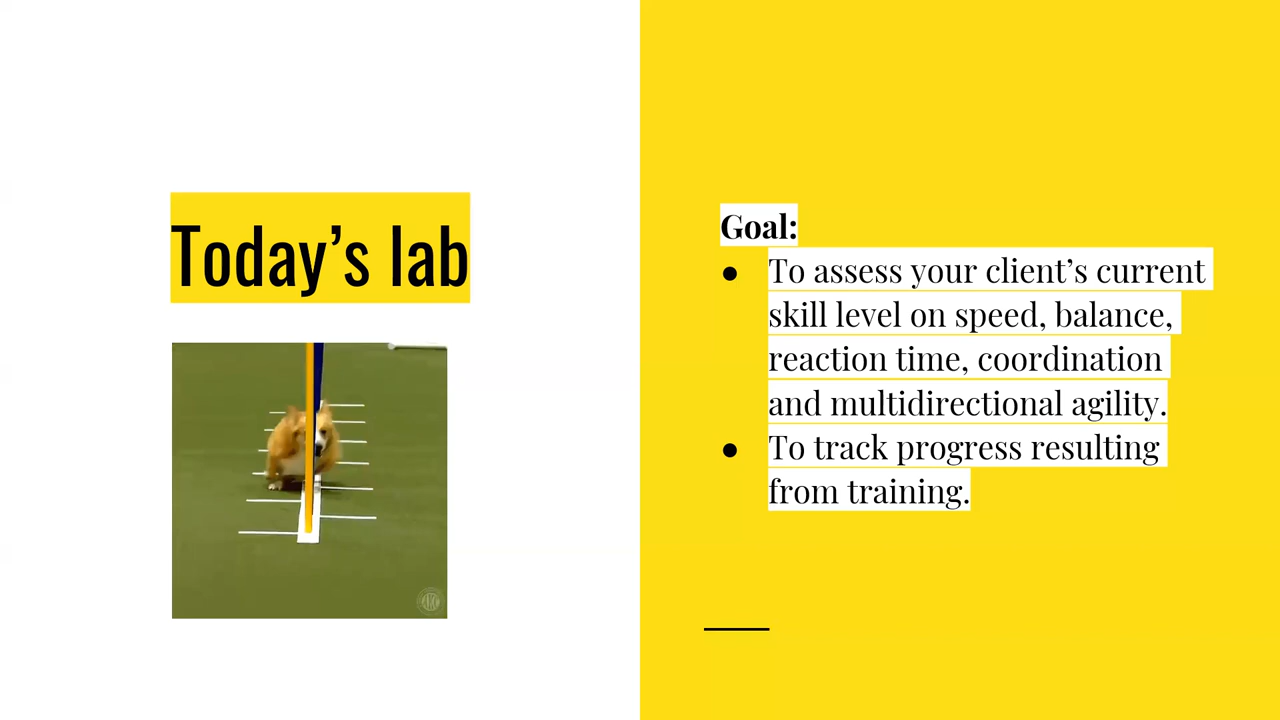 Today’s lab
Goal:
● To assess your client’s current
skill level on speed, balance,
reaction time, coordination
and multidirectional agility.
● To track progress resulting
from training.